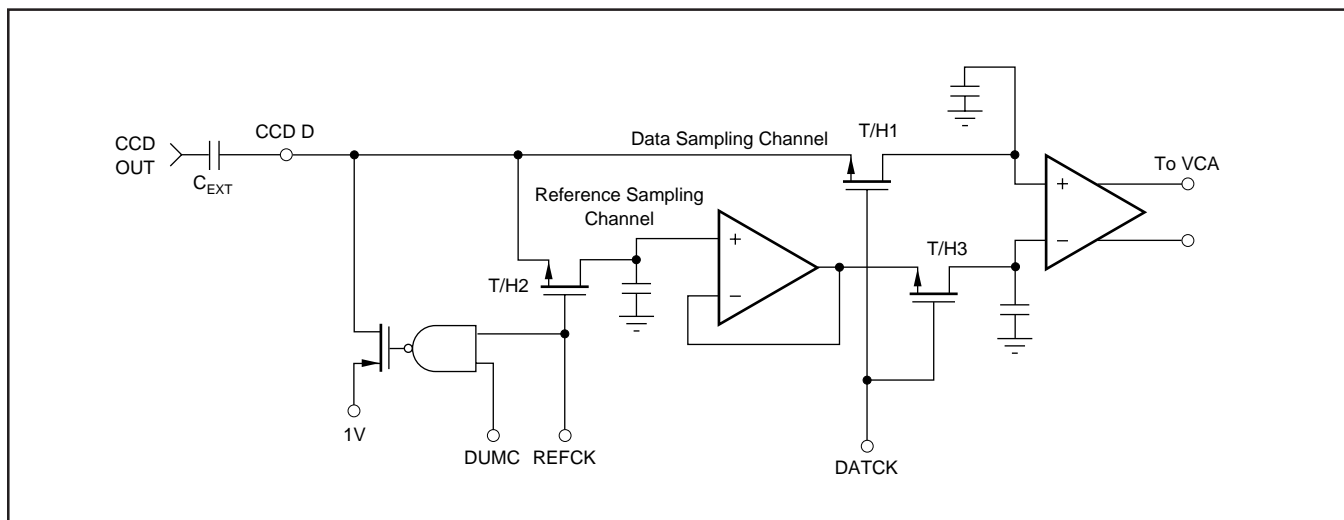 CCD
OUT
C_EXT
CCD D
Data Sampling Channel
T/H1
Reference Sampling
Channel
T/H2
+
−
T/H3
+
−
To VCA
1V
DUMC
REFCK
DATCK